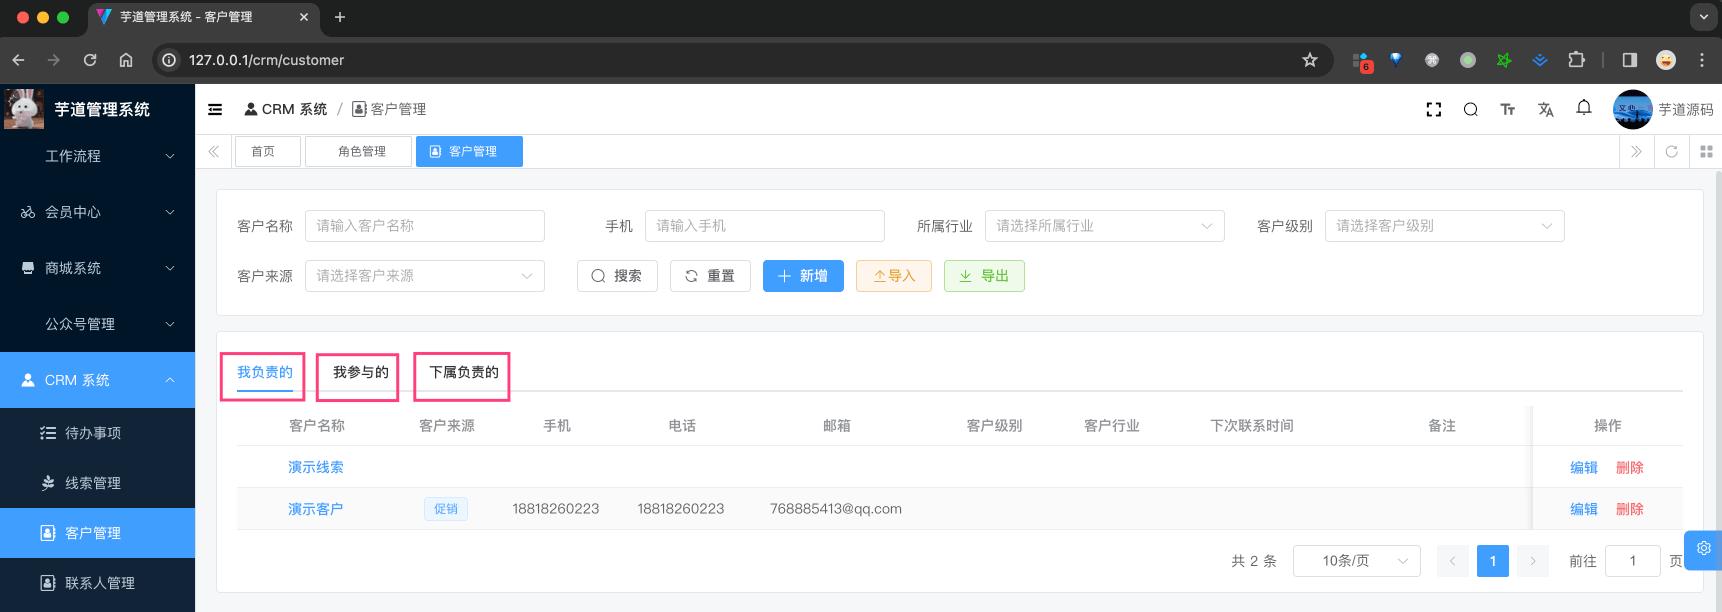 芋道管理系统 - 客户管理
127.0.0.1/crm/customer
6
芋道管理系统
CRM 系统 / 客户管理
芋道源码
工作流程
会员中心
商城系统
公众号管理
CRM 系统
待办事项
线索管理
客户管理
联系人管理
首页 角色管理 客户管理
客户名称 请输入客户名称 手机 请输入手机 所属行业 请选择所属行业 客户级别 请选择客户级别
客户来源 请选择客户来源 搜索 重置 新增 导入 导出
我负责的 我参与的 下属负责的
客户名称 客户来源 手机 电话 邮箱 客户级别 客户行业 下次联系时间 备注 操作
演示线索 编辑 删除
演示客户 促销 18818260223 18818260223 768885413@qq.com 编辑 删除
共 2 条 10条/页 1 前往 1 页